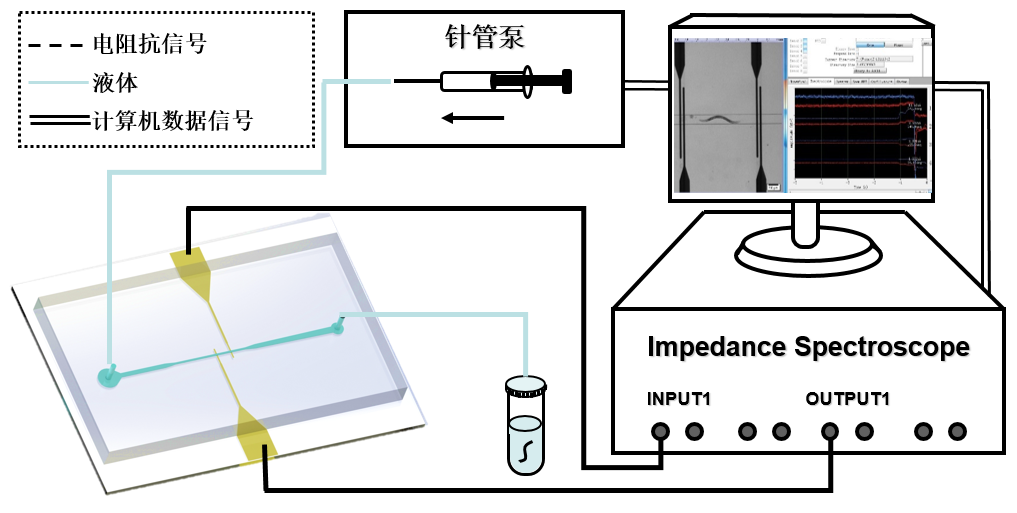 电阻抗信号
液体
计算机数据信号
针管泵
Impedance Spectroscope
INPUT1
OUTPUT1